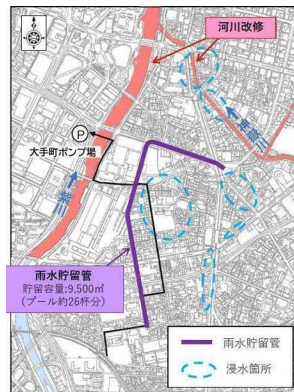 河川改修
P
大手町ポンプ場
雨水貯留管
貯留容量:9,500㎥
(プール約26杯分)
雨水貯留管
浸水箇所